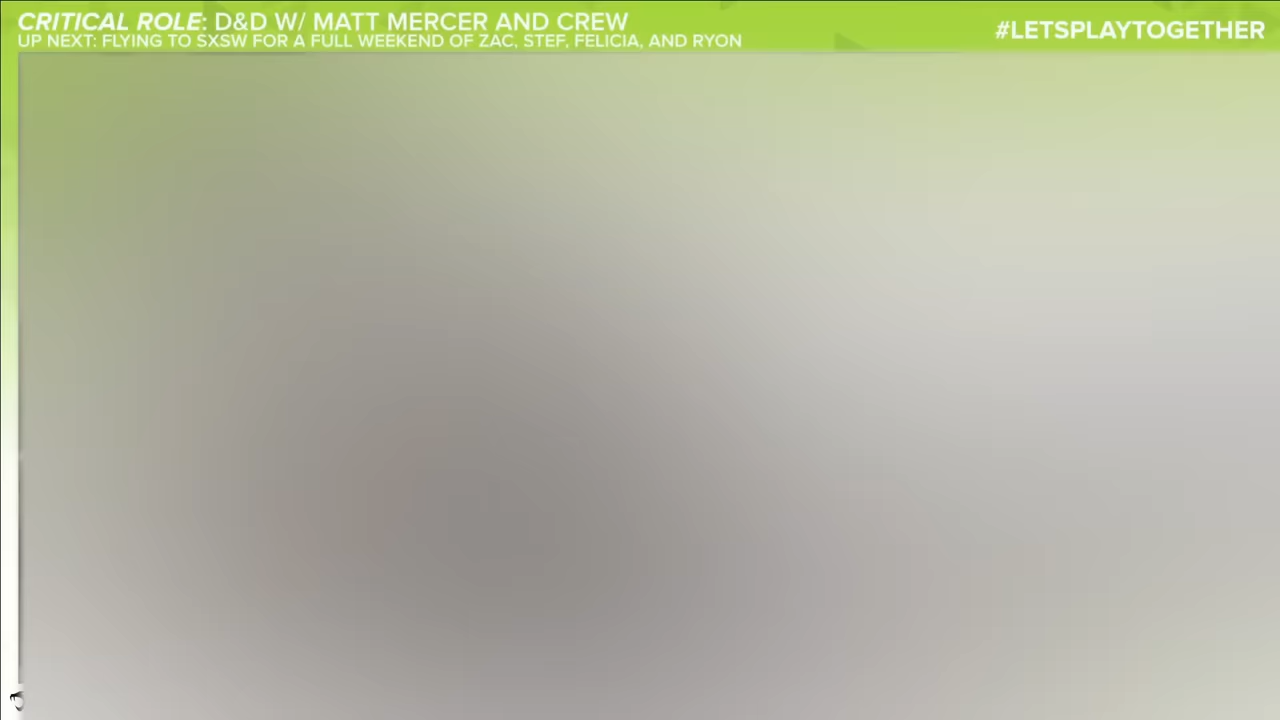 CRITICAL ROLE: D&D W/ MATT MERCER AND CREW
#LETSPLAYTOGETHER
UP NEXT: FLYING TO SXSW FOR A FULL WEEKEND OF ZAC, STEF, FELICIA, AND RYON